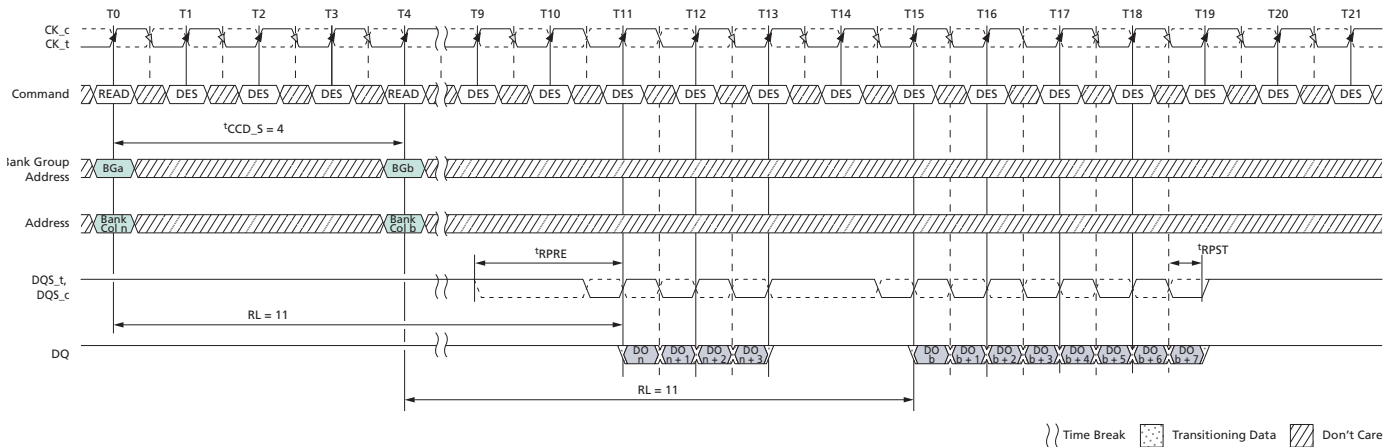 T0 T1 T2 T3 T4 T9 T10 T11 T12 T13 T14 T15 T16 T17 T18 T19 T20 T21
CK_c
CK_t
Command READ DES DES DES READ DES DES DES DES DES DES DES DES DES DES DES DES DES
tCCD_S = 4
Bank Group
Address
BGa BGb
Address
Bank
Col n
Bank
Col b
tRPRE tRPST
DQS_t,
DQS_c
RL = 11
DQ
DO
n
DO
n + 1
DO
n + 2
DO
n + 3
DO
b
DO
b + 1
DO
b + 2
DO
b + 3
DO
b + 4
DO
b + 5
DO
b + 6
DO
b + 7
RL = 11
Time Break Transitioning Data Don't Care